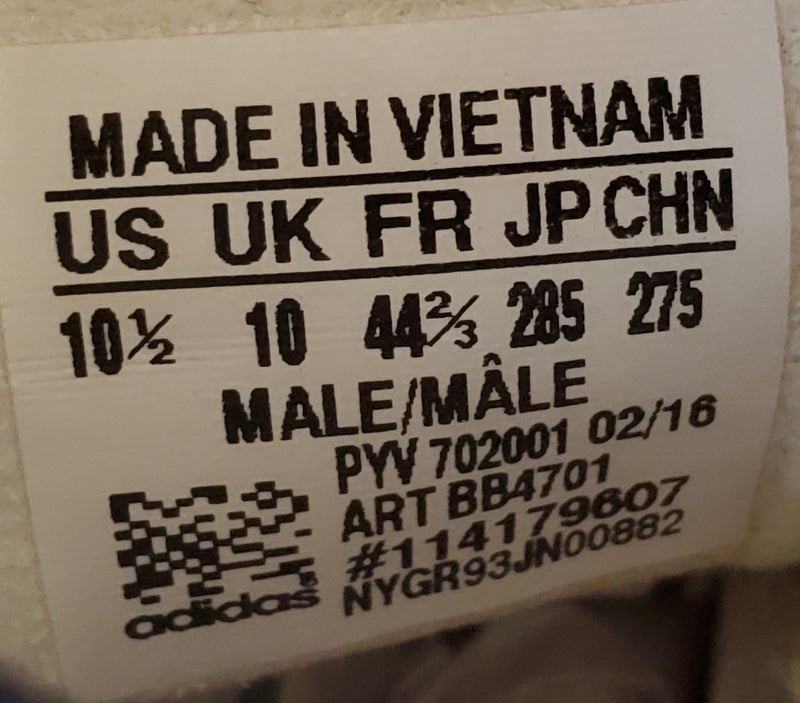 MADE IN VIETNAM
US UK FR JP CHN
10½ 10 44⅔ 285 275
MALE/MÂLE
PYV 702001 02/16
ART BB4701
#114179607
NYGR93JN00882
adidas